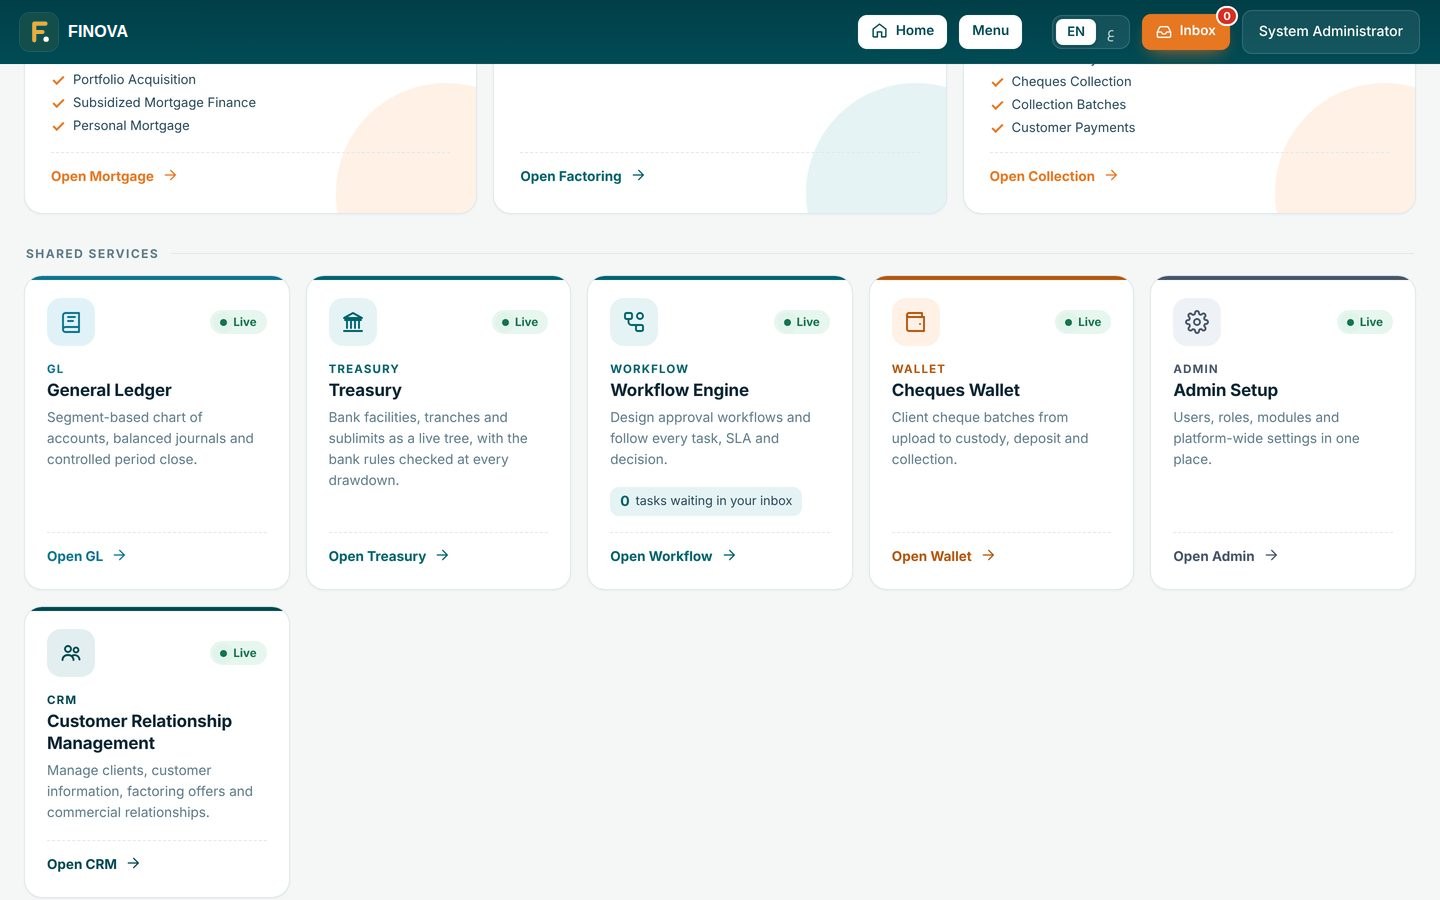 FINOVA
Home
Menu
EN
ع
Inbox
0
System Administrator
Portfolio Acquisition
Subsidized Mortgage Finance
Personal Mortgage
Open Mortgage
Open Factoring
Cheques Collection
Collection Batches
Customer Payments
Open Collection
SHARED SERVICES
Live
GL
General Ledger
Segment-based chart of
accounts, balanced journals and
controlled period close.
Open GL
Live
TREASURY
Treasury
Bank facilities, tranches and
sublimits as a live tree, with the
bank rules checked at every
drawdown.
Open Treasury
Live
WORKFLOW
Workflow Engine
Design approval workflows and
follow every task, SLA and
decision.
0 tasks waiting in your inbox
Open Workflow
Live
WALLET
Cheques Wallet
Client cheque batches from
upload to custody, deposit and
collection.
Open Wallet
Live
ADMIN
Admin Setup
Users, roles, modules and
platform-wide settings in one
place.
Open Admin
Live
CRM
Customer Relationship
Management
Manage clients, customer
information, factoring offers and
commercial relationships.
Open CRM